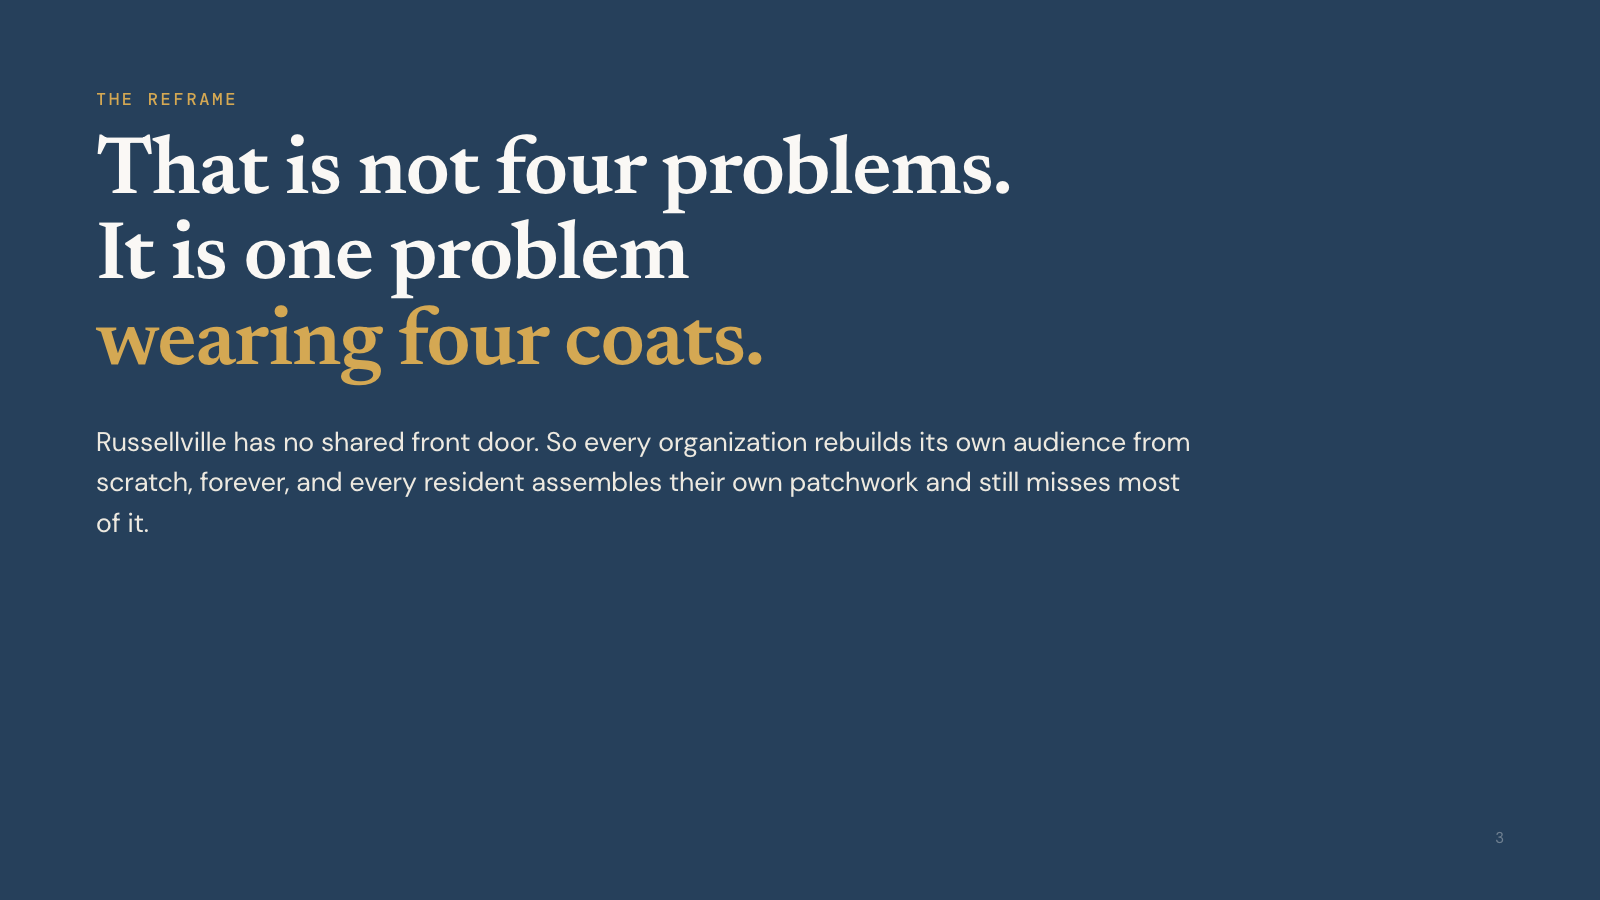 THE REFRAME
That is not four problems.
It is one problem
wearing four coats.
Russellville has no shared front door. So every organization rebuilds its own audience from
scratch, forever, and every resident assembles their own patchwork and still misses most
of it.
3